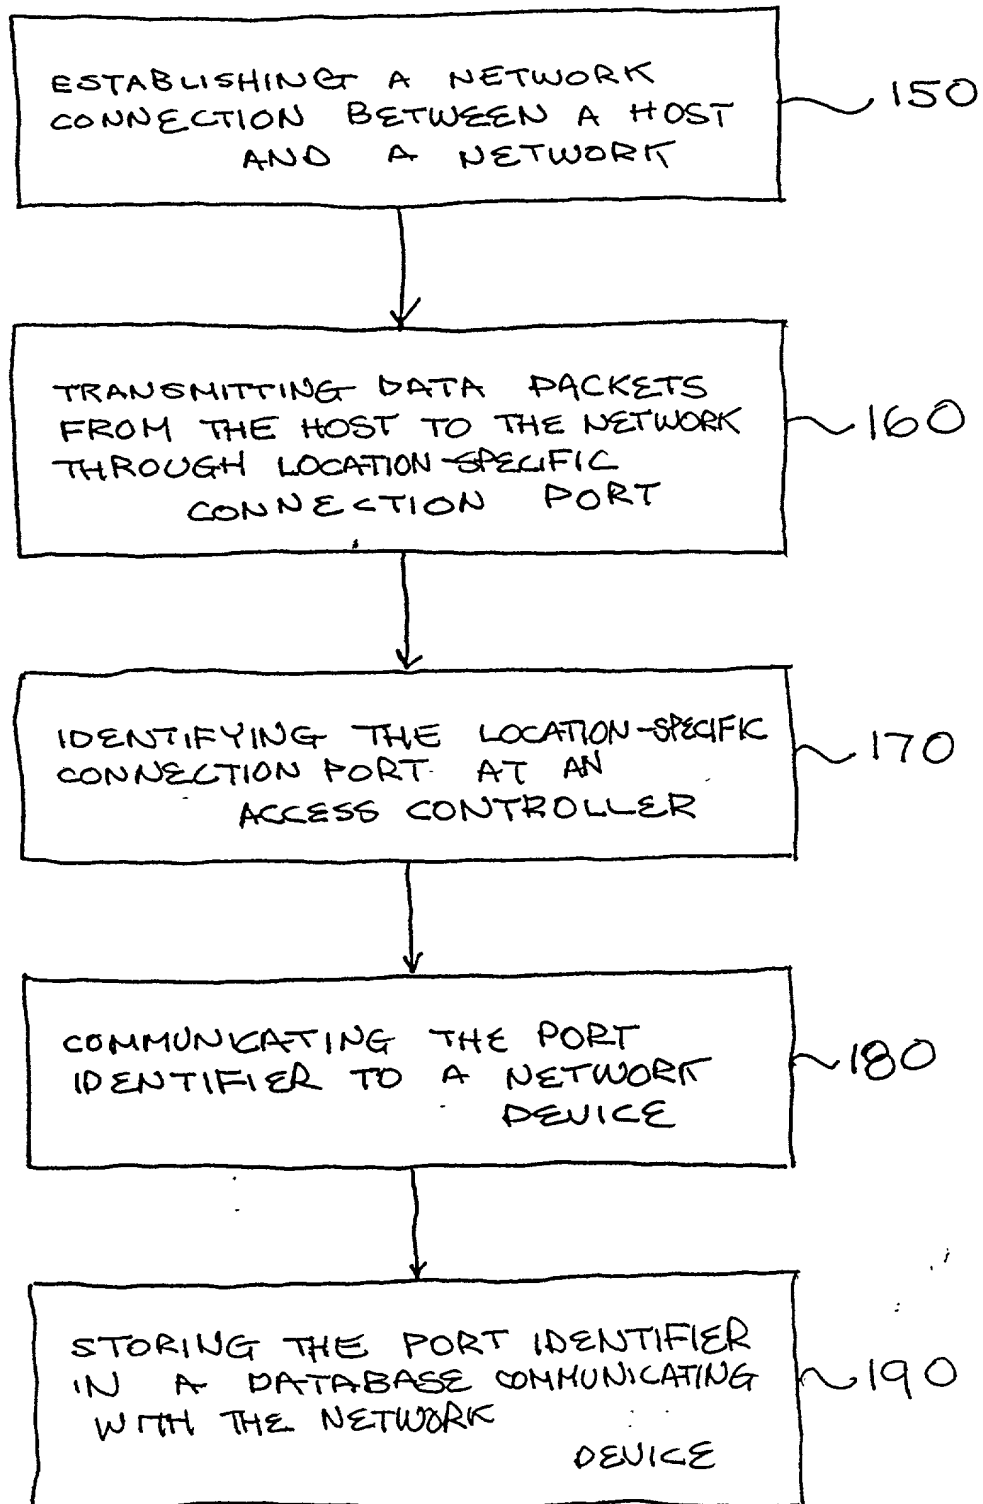 ESTABLISHING A NETWORK
CONNECTION BETWEEN A HOST
AND A NETWORK
150
TRANSMITTING DATA PACKETS
FROM THE HOST TO THE NETWORK
THROUGH LOCATION-SPECIFIC
CONNECTION PORT
160
IDENTIFYING THE LOCATION-SPECIFIC
CONNECTION PORT AT AN
ACCESS CONTROLLER
170
COMMUNICATING THE PORT
IDENTIFIER TO A NETWORK
DEVICE
180
STORING THE PORT IDENTIFIER
IN A DATABASE COMMUNICATING
WITH THE NETWORK
DEVICE
190